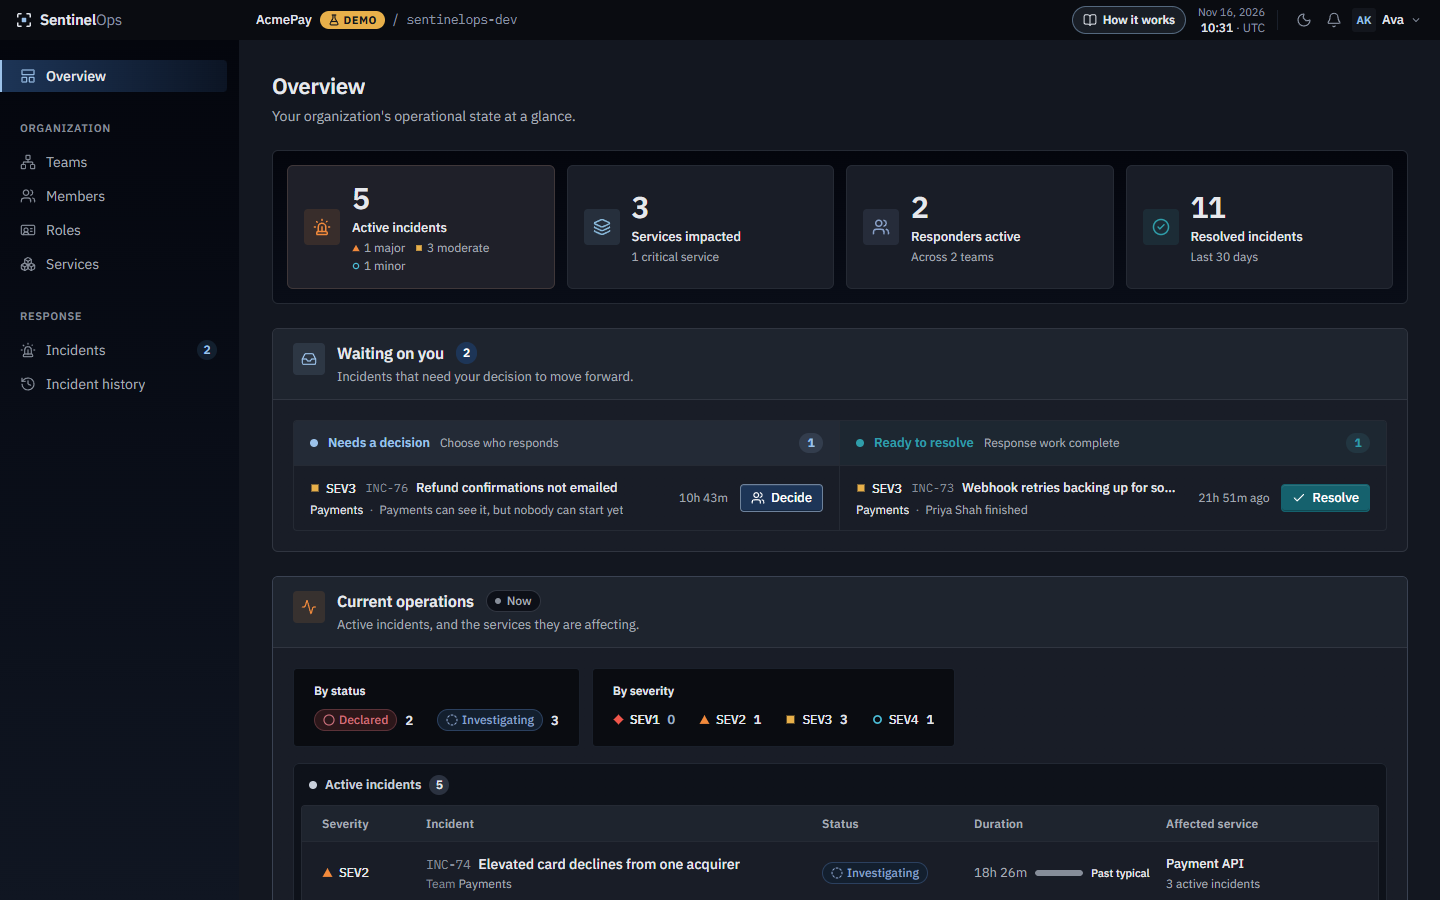 SentinelOps
AcmePay DEMO / sentinelops-dev
How it works
Nov 16, 2026
10:31 · UTC
AK Ava
Overview
ORGANIZATION
Teams
Members
Roles
Services
RESPONSE
Incidents 2
Incident history
Overview
Your organization's operational state at a glance.
5
Active incidents
1 major 3 moderate
1 minor
3
Services impacted
1 critical service
2
Responders active
Across 2 teams
11
Resolved incidents
Last 30 days
Waiting on you 2
Incidents that need your decision to move forward.
Needs a decision Choose who responds 1
SEV3 INC-76 Refund confirmations not emailed
Payments · Payments can see it, but nobody can start yet
10h 43m Decide
Ready to resolve Response work complete 1
SEV3 INC-73 Webhook retries backing up for so...
Payments · Priya Shah finished
21h 51m ago Resolve
Current operations Now
Active incidents, and the services they are affecting.
By status
Declared 2 Investigating 3
By severity
SEV1 0 SEV2 1 SEV3 3 SEV4 1
Active incidents 5
Severity Incident Status Duration Affected service
SEV2 INC-74 Elevated card declines from one acquirer Investigating 18h 26m Past typical Payment API
Team Payments 3 active incidents